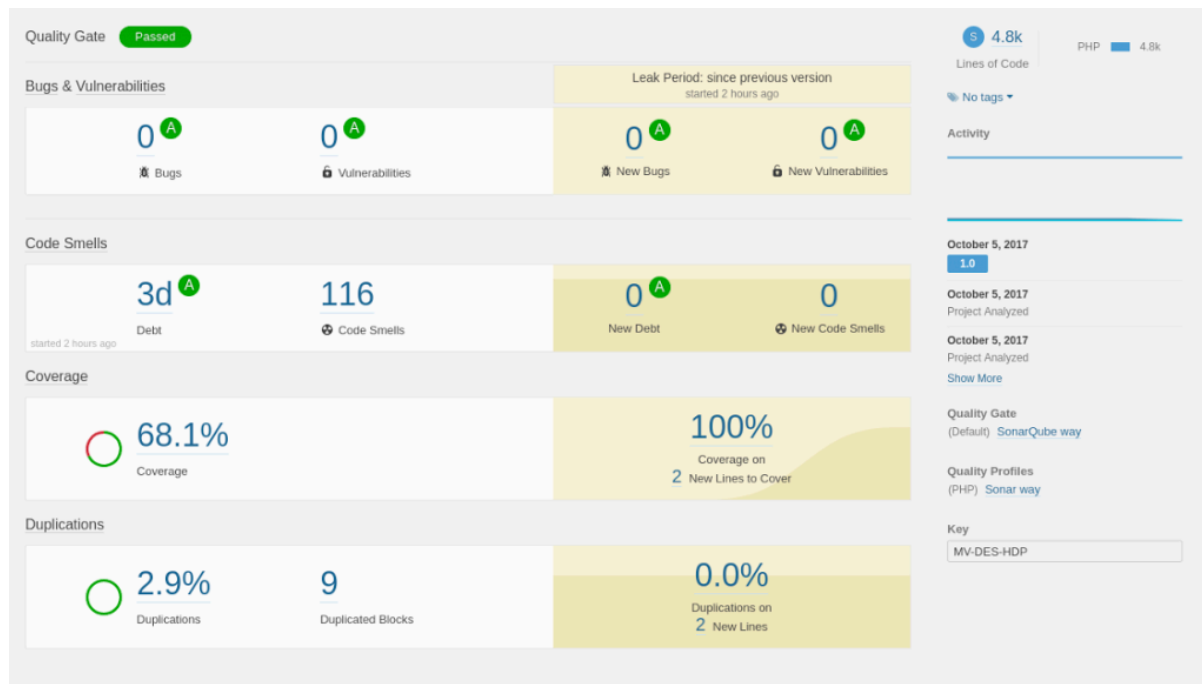 Quality Gate Passed
Bugs & Vulnerabilities
Leak Period: since previous version
started 2 hours ago
0 A
Bugs
0 A
Vulnerabilities
0 A
New Bugs
0 A
New Vulnerabilities
Code Smells
3d A
Debt
started 2 hours ago
116
Code Smells
0 A
New Debt
0
New Code Smells
Coverage
68.1%
Coverage
100%
Coverage on
2 New Lines to Cover
Duplications
2.9%
Duplications
9
Duplicated Blocks
0.0%
Duplications on
2 New Lines
S 4.8k
Lines of Code
PHP 4.8k
No tags
Activity
October 5, 2017
1.0
October 5, 2017
Project Analyzed
October 5, 2017
Project Analyzed
Show More
Quality Gate
(Default) SonarQube way
Quality Profiles
(PHP) Sonar way
Key
MV-DES-HDP